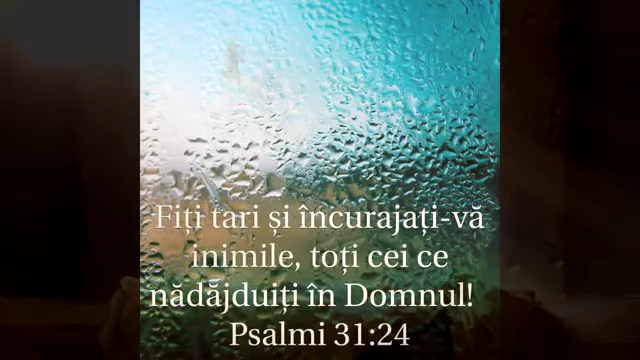 Fiți tari și încurajați-vă
inimile, toți cei ce
nădăjduiți în Domnul!
Psalmi 31:24